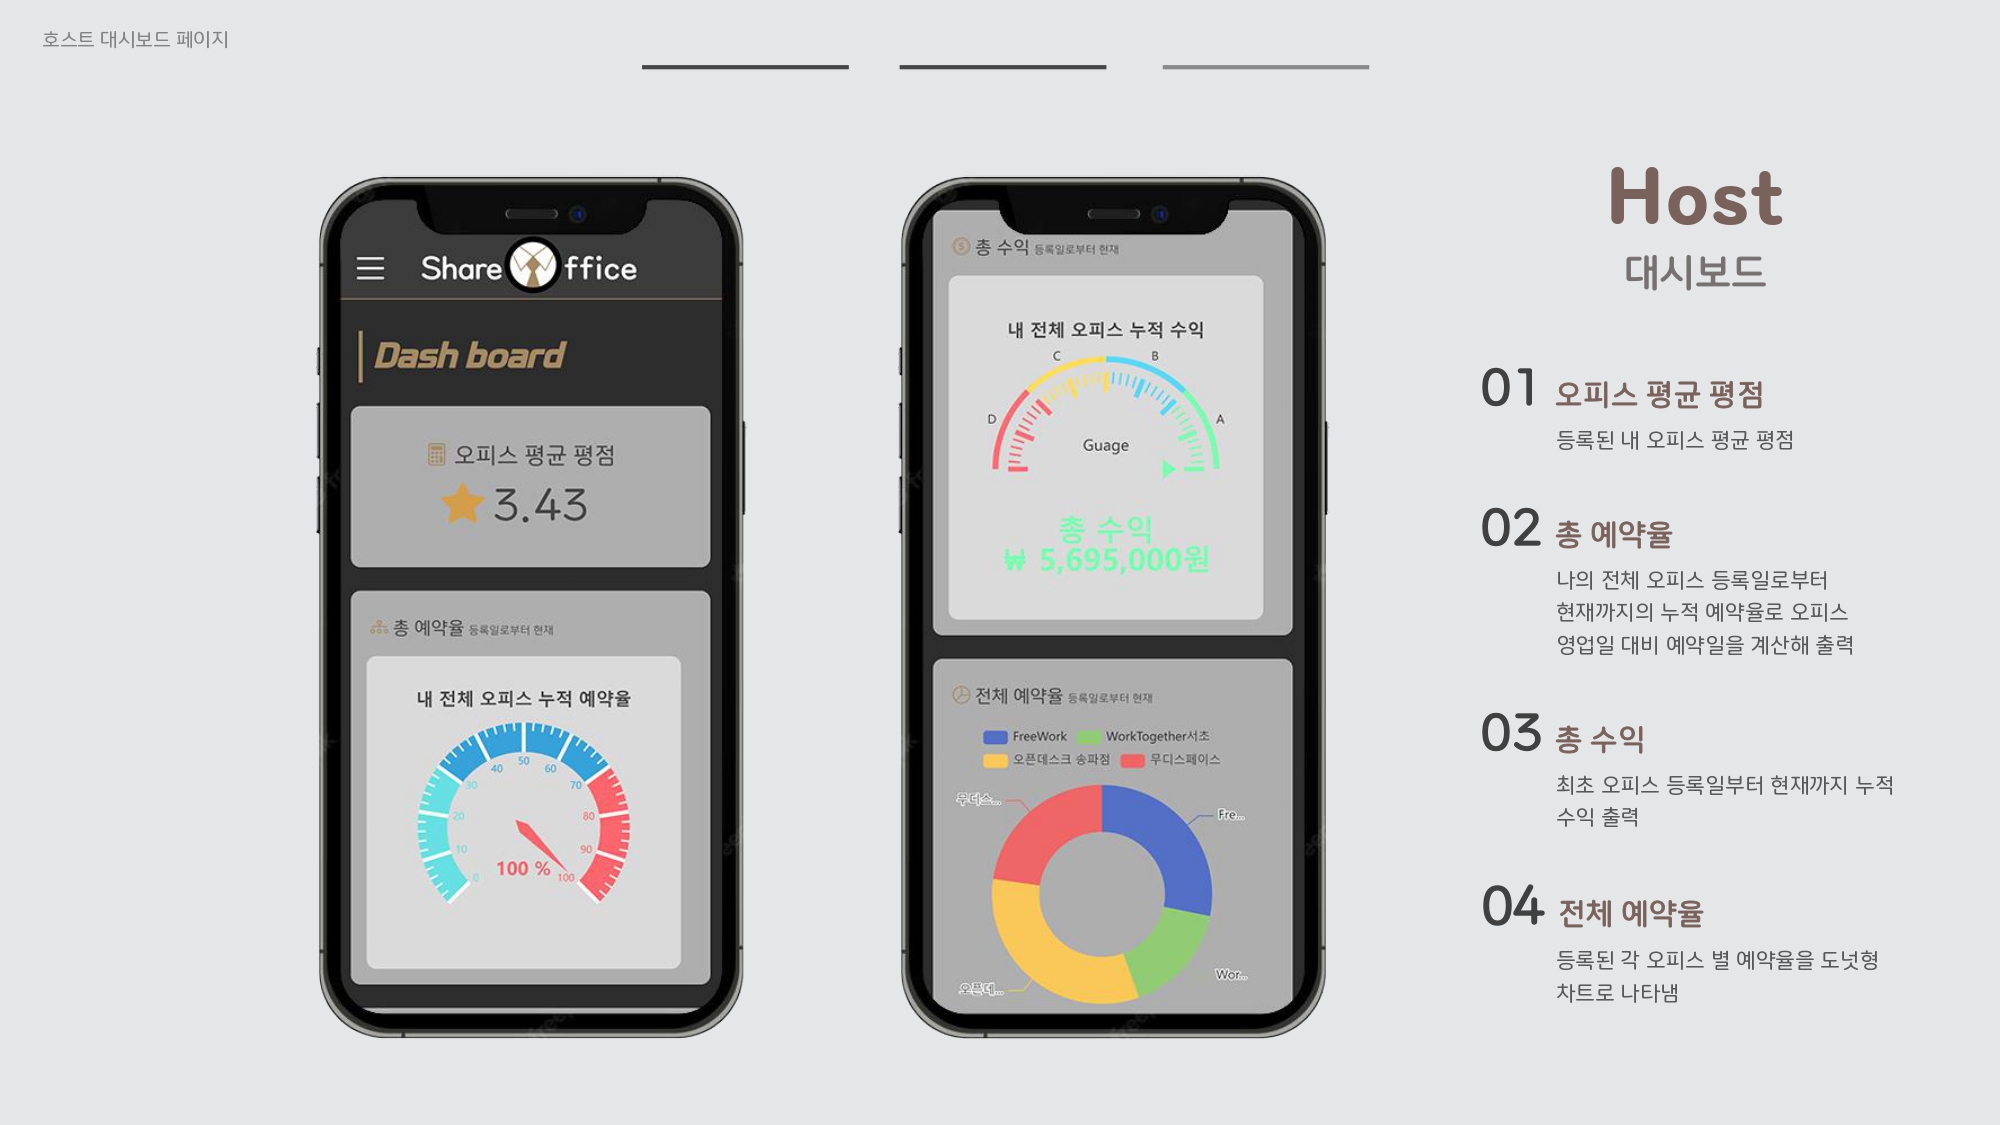 호스트 대시보드 페이지
Share ffice
Dash board
오피스 평균 평점
3.43
총 예약율 등록일로부터 현재
내 전체 오피스 누적 예약율
0
10
20
30
40
50
60
70
80
90
100
100 %
총 수익 등록일로부터 현재
내 전체 오피스 누적 수익
D
C
B
A
Guage
총 수익
₩ 5,695,000원
전체 예약율 등록일로부터 현재
FreeWork WorkTogether서초
오픈데스크 송파점 무디스페이스
무디스...
Fre...
Wor...
오픈데...
Host
대시보드
01 오피스 평균 평점
등록된 내 오피스 평균 평점
02 총 예약율
나의 전체 오피스 등록일로부터
현재까지의 누적 예약율로 오피스
영업일 대비 예약일을 계산해 출력
03 총 수익
최초 오피스 등록일부터 현재까지 누적
수익 출력
04 전체 예약율
등록된 각 오피스 별 예약율을 도넛형
차트로 나타냄